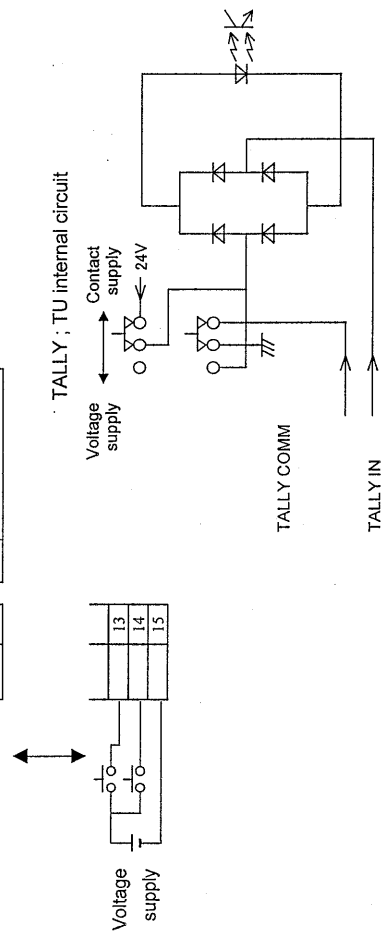 TALLY ; TU internal circuit
Voltage
supply
Contact
supply
24V
TALLY COMM
TALLY IN
13
14
15
Voltage
supply